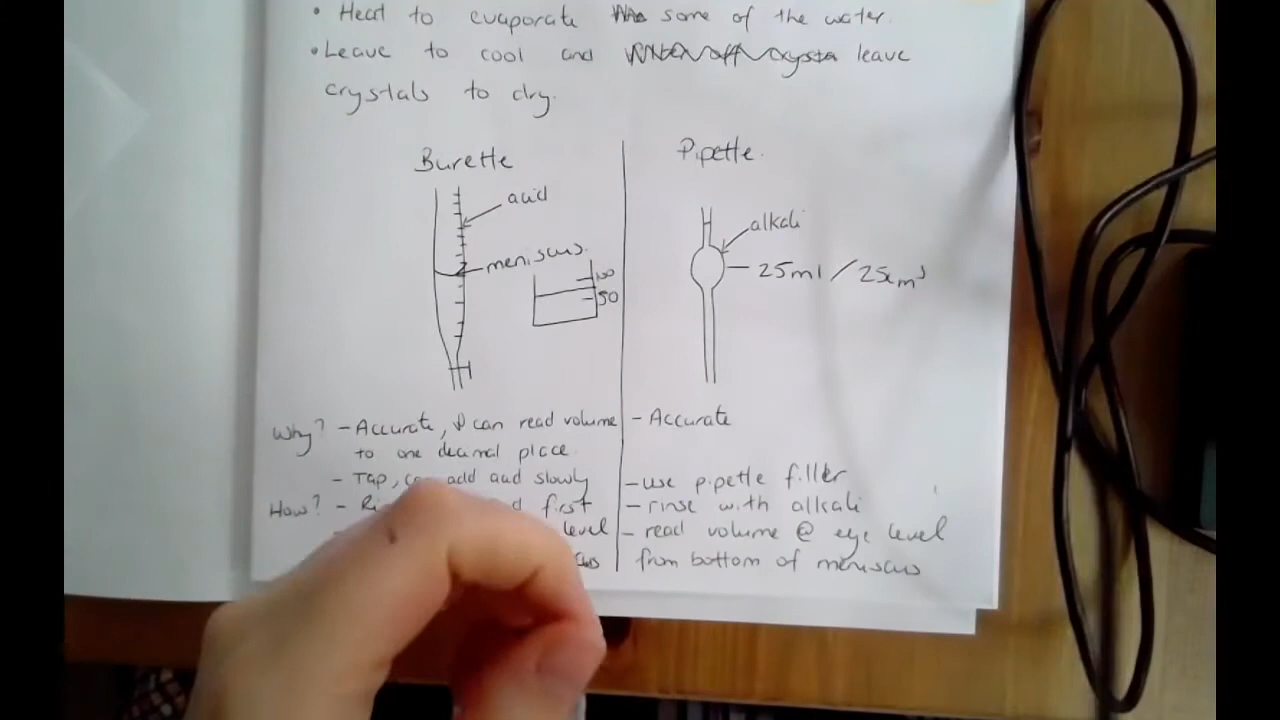 • Heat to evaporate some of the water.
• Leave to cool and leave
crystals to dry.
Burette
acid
meniscus.
100
50
Pipette.
alkali
25ml / 25cm³
Why? - Accurate, & can read volume
to one decimal place.
- Tap, can add acid slowly
How? - first
level
- Accurate
- use pipette filler
- rinse with alkali
- read volume @ eye level
from bottom of meniscus